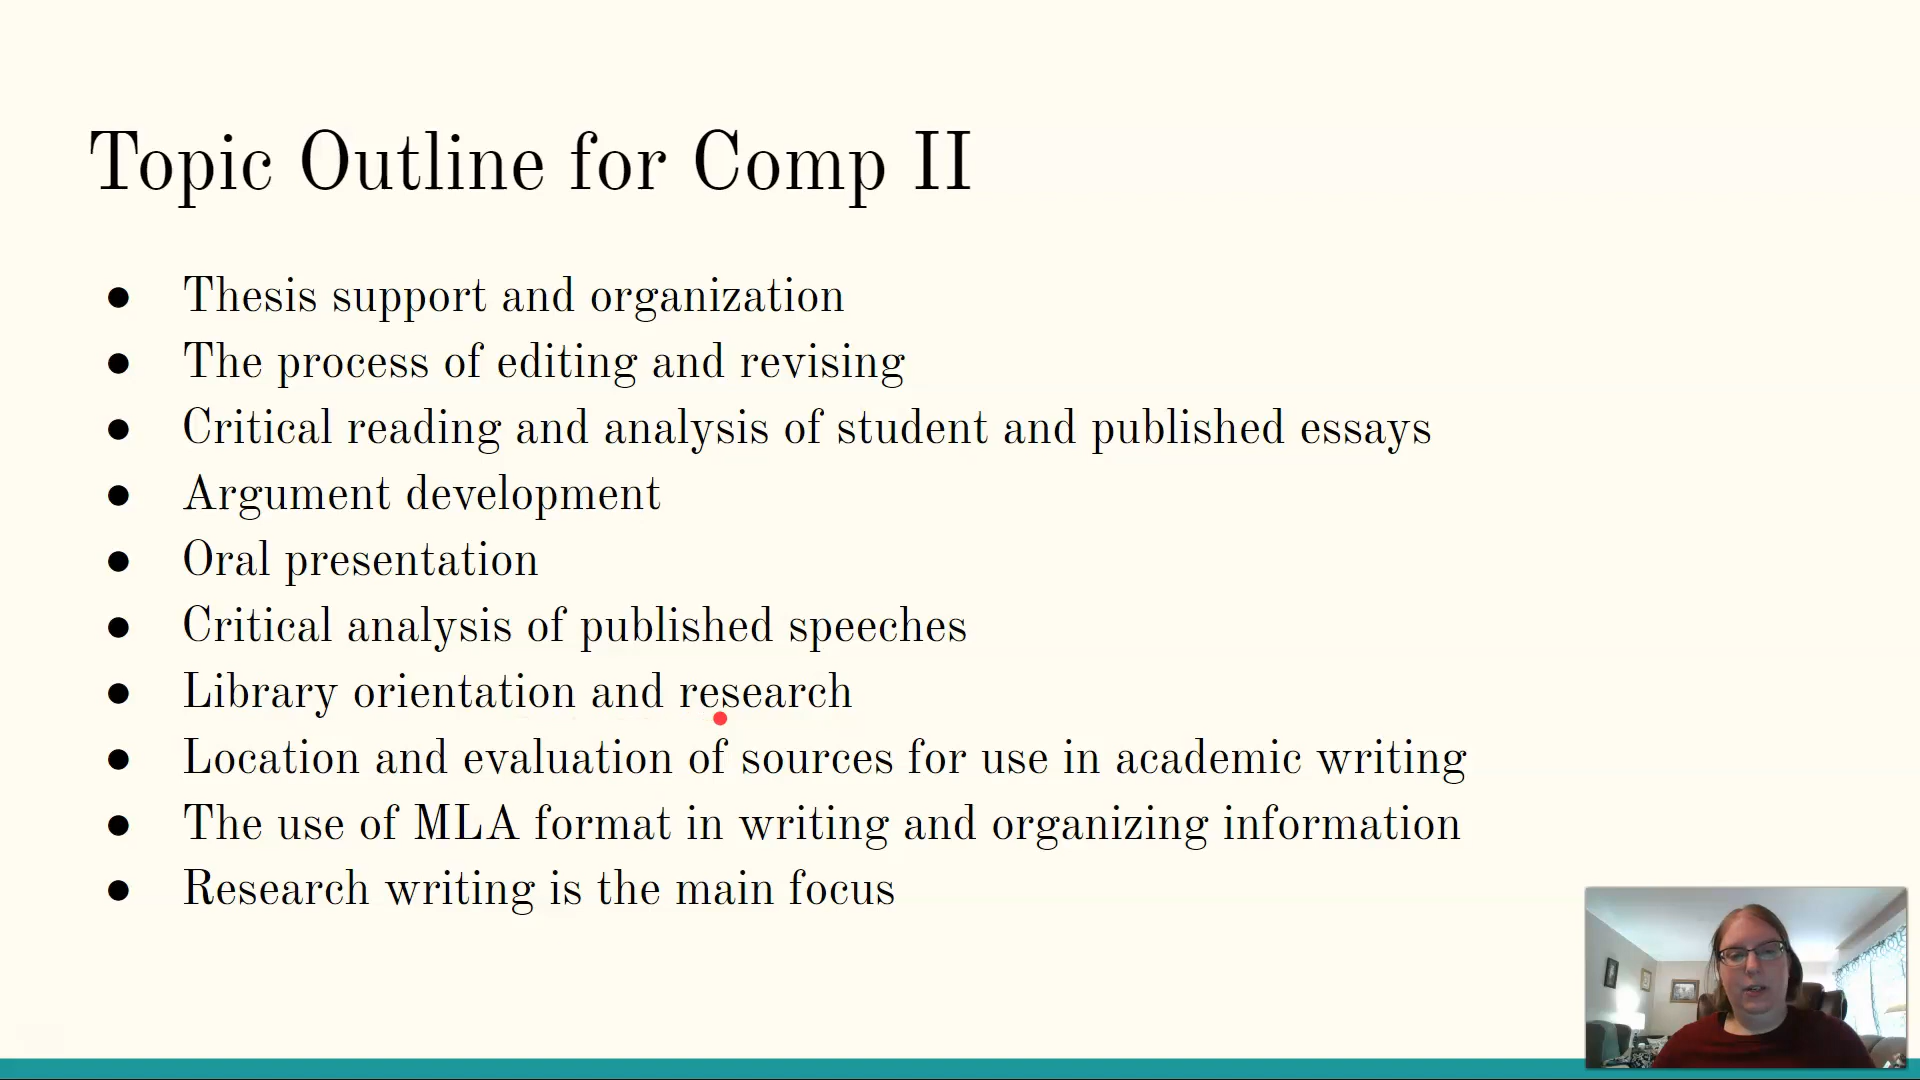 Topic Outline for Comp II
● Thesis support and organization
● The process of editing and revising
● Critical reading and analysis of student and published essays
● Argument development
● Oral presentation
● Critical analysis of published speeches
● Library orientation and research
● Location and evaluation of sources for use in academic writing
● The use of MLA format in writing and organizing information
● Research writing is the main focus